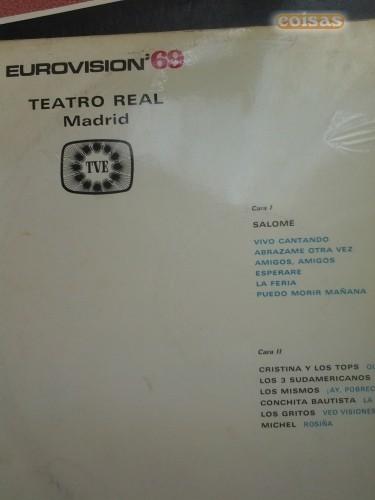 coisas
EUROVISION'69
TEATRO REAL
Madrid
TVE
Cara I
SALOME
VIVO CANTANDO
ABRAZAME OTRA VEZ
AMIGOS, AMIGOS
ESPERARE
LA FERIA
PUEDO MORIR MAÑANA
Cara II
CRISTINA Y LOS TOPS
LOS 3 SUDAMERICANOS
LOS MISMOS ¡AY, POBREC
CONCHITA BAUTISTA LA
LOS GRITOS VEO VISIONES
MICHEL ROSIÑA